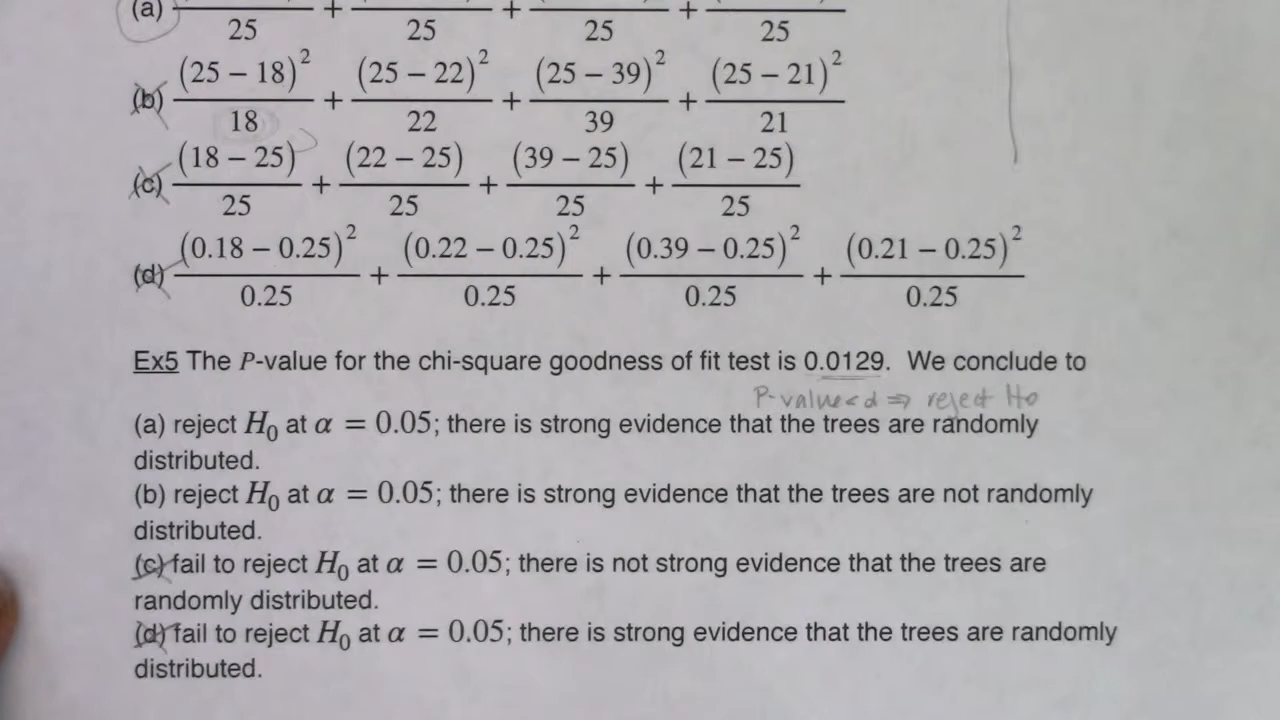 (a) 25 + 25 + 25 + 25
(b) (25 − 18)²/18 + (25 − 22)²/22 + (25 − 39)²/39 + (25 − 21)²/21
(c) (18 − 25)/25 + (22 − 25)/25 + (39 − 25)/25 + (21 − 25)/25
(d) (0.18 − 0.25)²/0.25 + (0.22 − 0.25)²/0.25 + (0.39 − 0.25)²/0.25 + (0.21 − 0.25)²/0.25
Ex5 The P-value for the chi-square goodness of fit test is 0.0129. We conclude to
P-value < α ⇒ reject H0
(a) reject H₀ at α = 0.05; there is strong evidence that the trees are randomly
distributed.
(b) reject H₀ at α = 0.05; there is strong evidence that the trees are not randomly
distributed.
(c) fail to reject H₀ at α = 0.05; there is not strong evidence that the trees are
randomly distributed.
(d) fail to reject H₀ at α = 0.05; there is strong evidence that the trees are randomly
distributed.